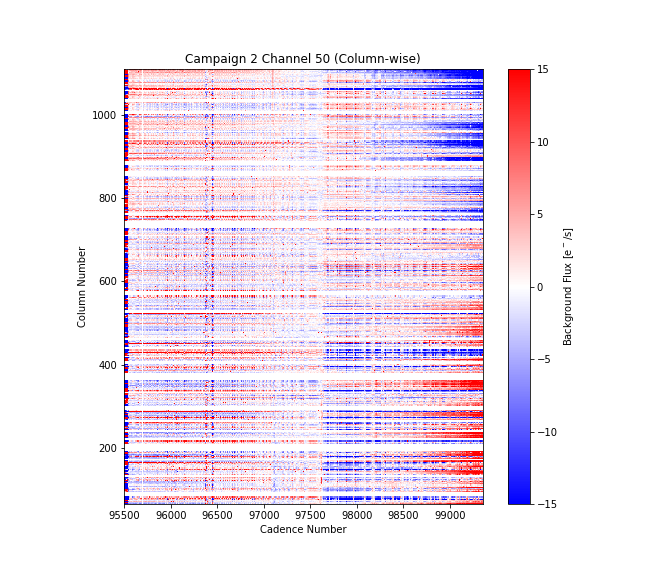 Campaign 2 Channel 50 (Column-wise)
1000
800
600
400
200
Column Number
95500 96000 96500 97000 97500 98000 98500 99000
Cadence Number
15
10
5
0
−5
−10
−15
Background Flux [e⁻/s]